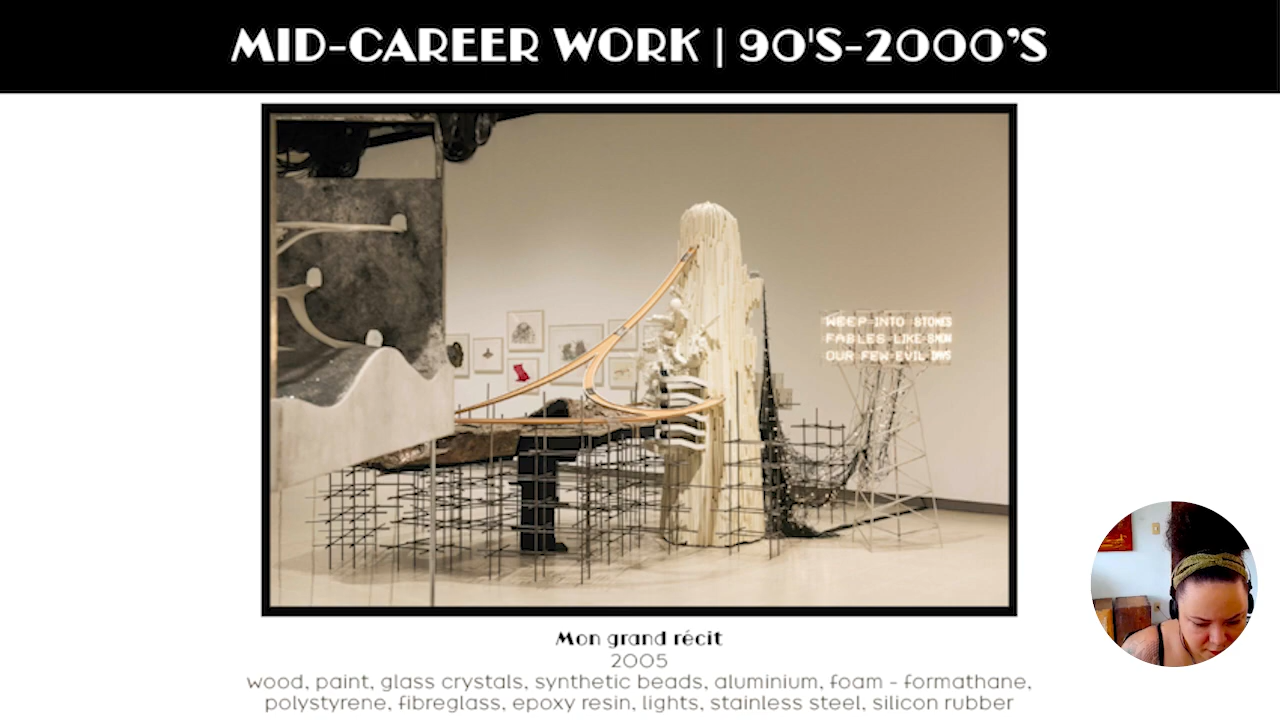 MID-CAREER WORK | 90'S-2000’S
WEEP INTO STONES
FABLES LIKE SNOW
OUR FEW EVIL DAYS
Mon grand récit
2005
wood, paint, glass crystals, synthetic beads, aluminium, foam - formathane,
polystyrene, fibreglass, epoxy resin, lights, stainless steel, silicon rubber